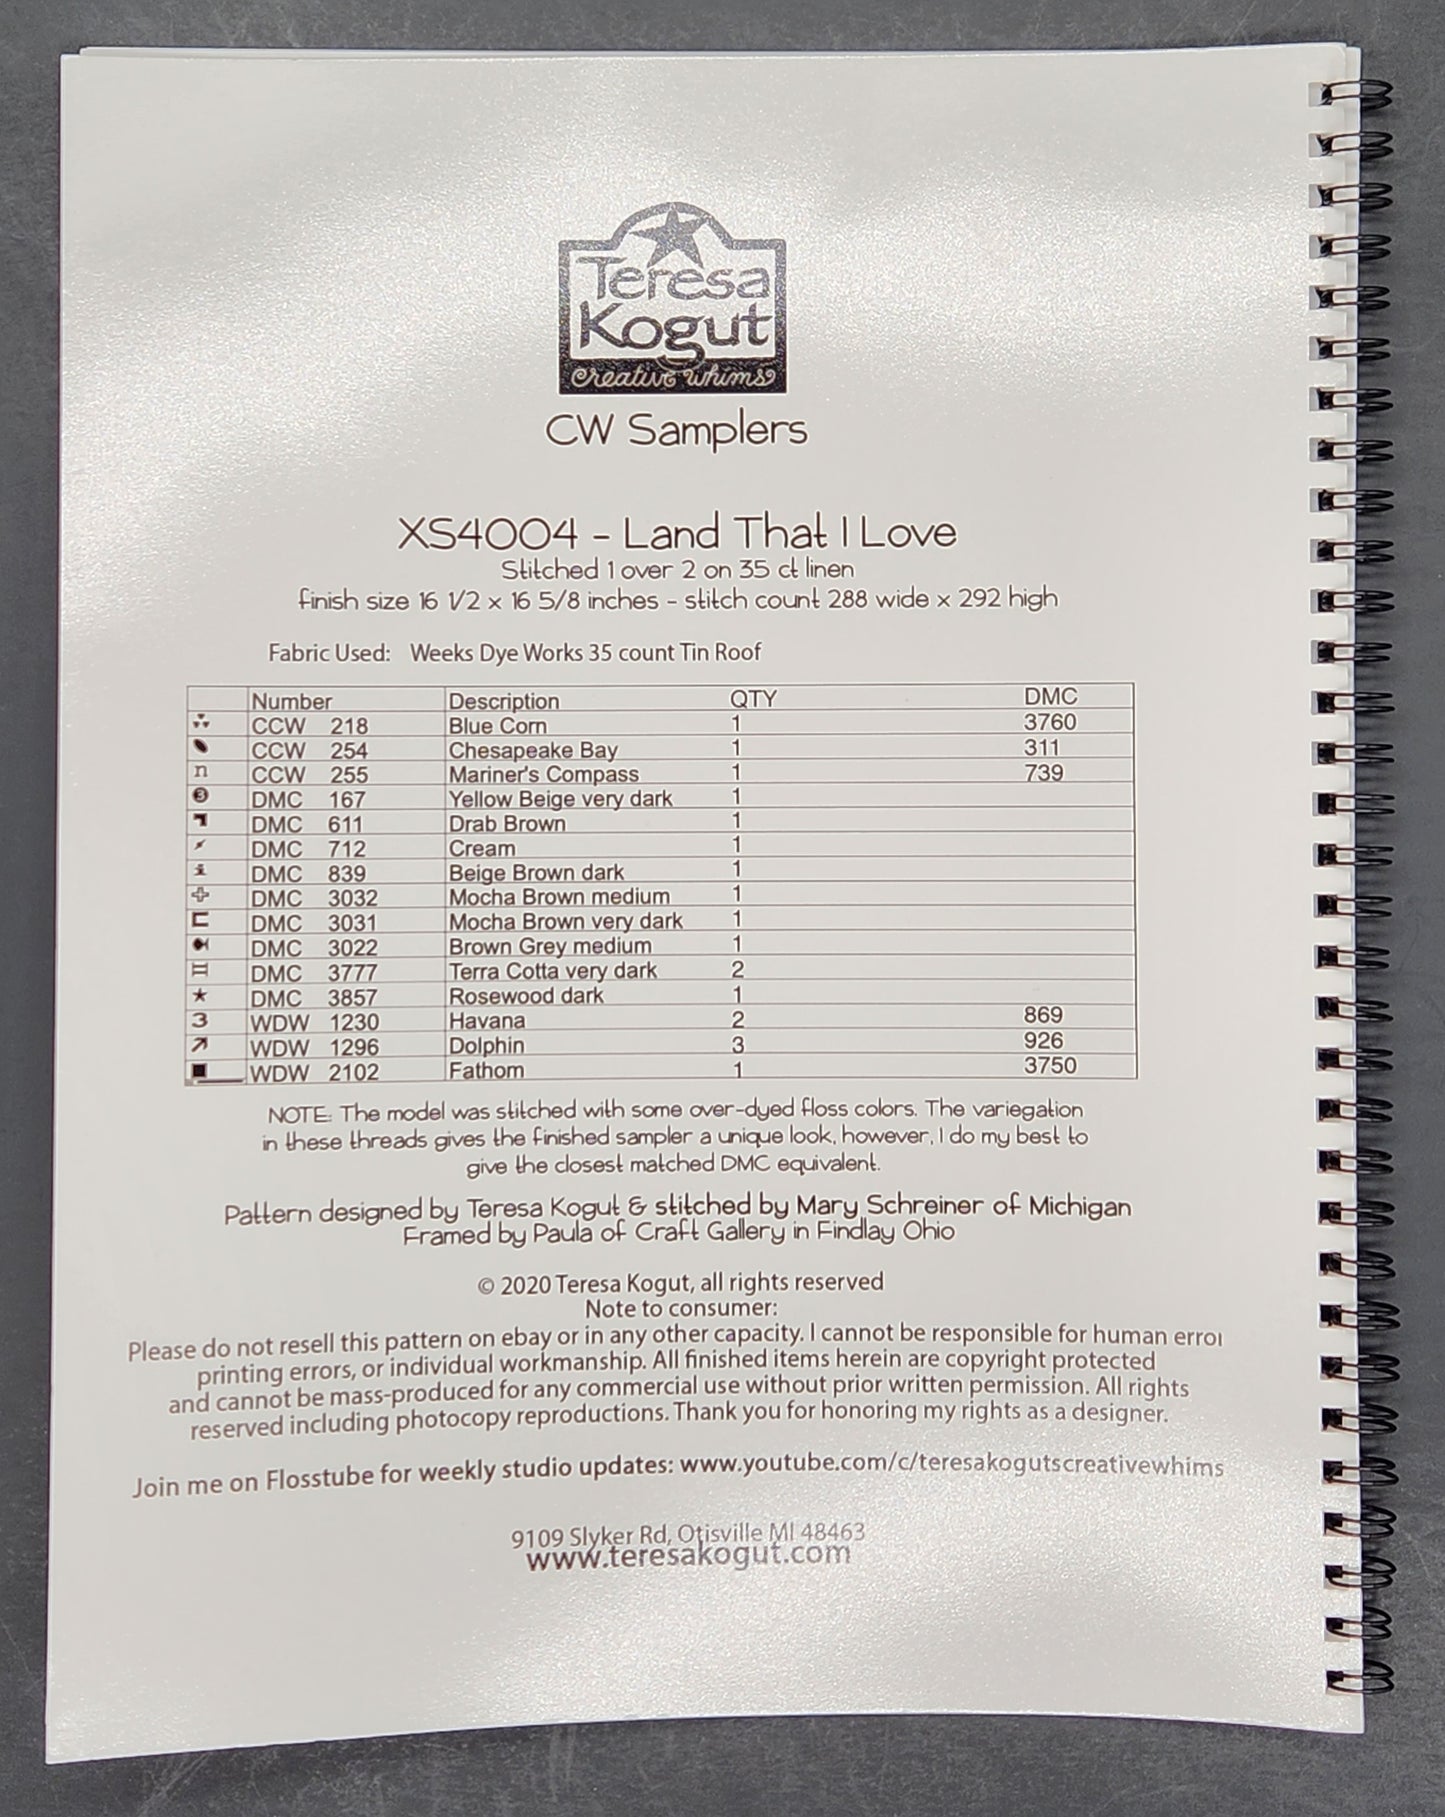 Teresa
Kogut
creative whims
CW Samplers
XS4004 - Land That I Love
Stitched 1 over 2 on 35 ct linen
finish size 16 1/2 x 16 5/8 inches - stitch count 288 wide x 292 high
Fabric Used: Weeks Dye Works 35 count Tin Roof
Number Description QTY DMC
CCW 218 Blue Corn 1 3760
CCW 254 Chesapeake Bay 1 311
n CCW 255 Mariner's Compass 1 739
3 DMC 167 Yellow Beige very dark 1
DMC 611 Drab Brown 1
DMC 712 Cream 1
i DMC 839 Beige Brown dark 1
DMC 3032 Mocha Brown medium 1
DMC 3031 Mocha Brown very dark 1
DMC 3022 Brown Grey medium 1
DMC 3777 Terra Cotta very dark 2
★ DMC 3857 Rosewood dark 1
3 WDW 1230 Havana 2 869
↗ WDW 1296 Dolphin 3 926
■ WDW 2102 Fathom 1 3750
NOTE: The model was stitched with some over-dyed floss colors. The variegation
in these threads gives the finished sampler a unique look, however, I do my best to
give the closest matched DMC equivalent.
Pattern designed by Teresa Kogut & stitched by Mary Schreiner of Michigan
Framed by Paula of Craft Gallery in Findlay Ohio
© 2020 Teresa Kogut, all rights reserved
Note to consumer:
Please do not resell this pattern on ebay or in any other capacity. I cannot be responsible for human error
printing errors, or individual workmanship. All finished items herein are copyright protected
and cannot be mass-produced for any commercial use without prior written permission. All rights
reserved including photocopy reproductions. Thank you for honoring my rights as a designer.
Join me on Flosstube for weekly studio updates: www.youtube.com/c/teresakogutscreativewhims
9109 Slyker Rd, Otisville MI 48463
www.teresakogut.com